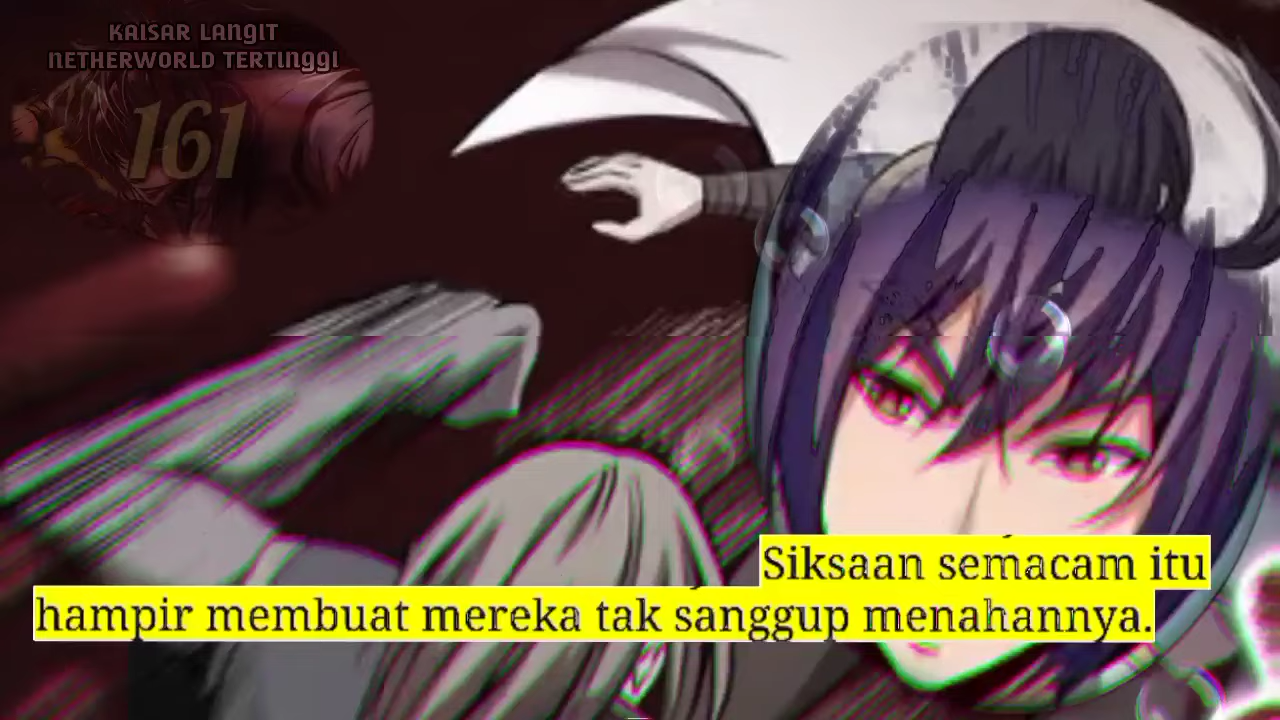 KAISAR LANGIT
NETHERWORLD TERTINGGI
161
Siksaan semacam itu
hampir membuat mereka tak sanggup menahannya.